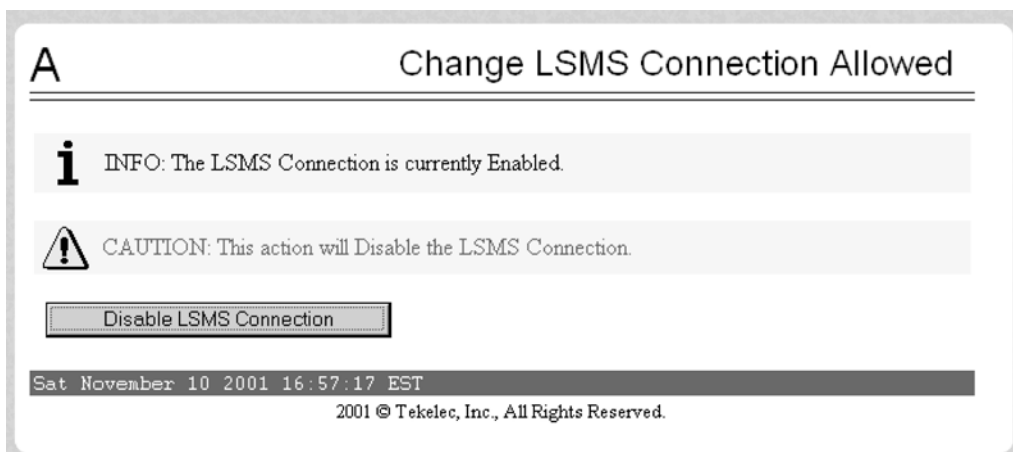 A
Change LSMS Connection Allowed
INFO: The LSMS Connection is currently Enabled.
CAUTION: This action will Disable the LSMS Connection.
Disable LSMS Connection
Sat November 10 2001 16:57:17 EST
2001 © Tekelec, Inc., All Rights Reserved.